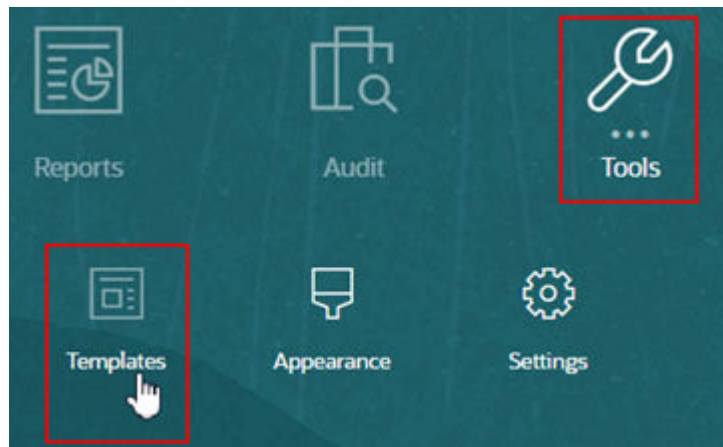 Reports
Audit
Tools
Templates
Appearance
Settings